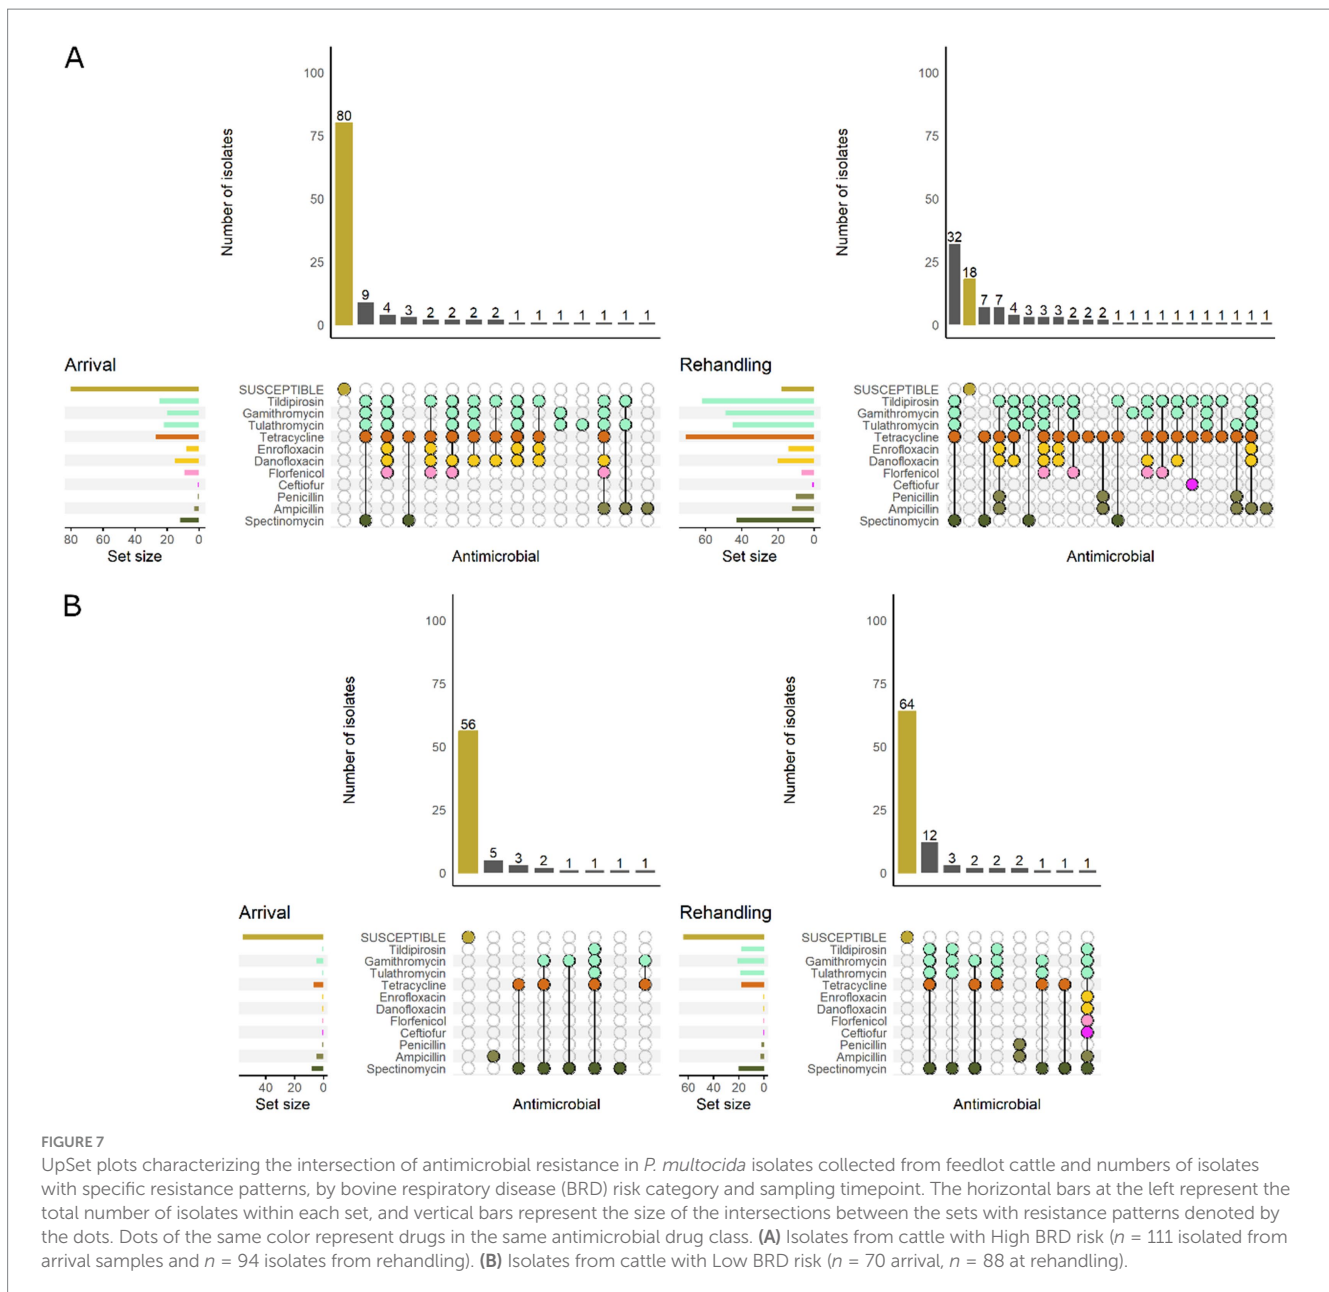 A
Number of isolates
100
75
50
25
0
80
9
4
3
2
2
2
2
1
1
1
1
1
1
1
Arrival
SUSCEPTIBLE
Tildipirosin
Gamithromycin
Tulathromycin
Tetracycline
Enrofloxacin
Danofloxacin
Florfenicol
Ceftiofur
Penicillin
Ampicillin
Spectinomycin
80 60 40 20 0
Set size
Antimicrobial
Number of isolates
100
75
50
25
0
32
18
7
7
4
3
3
3
2
2
2
1
1
1
1
1
1
1
1
1
1
1
Rehandling
SUSCEPTIBLE
Tildipirosin
Gamithromycin
Tulathromycin
Tetracycline
Enrofloxacin
Danofloxacin
Florfenicol
Ceftiofur
Penicillin
Ampicillin
Spectinomycin
60 40 20 0
Set size
Antimicrobial
B
Number of isolates
100
75
50
25
0
56
5
3
2
1
1
1
1
Arrival
SUSCEPTIBLE
Tildipirosin
Gamithromycin
Tulathromycin
Tetracycline
Enrofloxacin
Danofloxacin
Florfenicol
Ceftiofur
Penicillin
Ampicillin
Spectinomycin
40 20 0
Set size
Antimicrobial
Number of isolates
100
75
50
25
0
64
12
3
2
2
2
1
1
1
Rehandling
SUSCEPTIBLE
Tildipirosin
Gamithromycin
Tulathromycin
Tetracycline
Enrofloxacin
Danofloxacin
Florfenicol
Ceftiofur
Penicillin
Ampicillin
Spectinomycin
60 40 20 0
Set size
Antimicrobial
FIGURE 7
UpSet plots characterizing the intersection of antimicrobial resistance in P. multocida isolates collected from feedlot cattle and numbers of isolates
with specific resistance patterns, by bovine respiratory disease (BRD) risk category and sampling timepoint. The horizontal bars at the left represent the
total number of isolates within each set, and vertical bars represent the size of the intersections between the sets with resistance patterns denoted by
the dots. Dots of the same color represent drugs in the same antimicrobial drug class. (A) Isolates from cattle with High BRD risk (n = 111 isolated from
arrival samples and n = 94 isolates from rehandling). (B) Isolates from cattle with Low BRD risk (n = 70 arrival, n = 88 at rehandling).